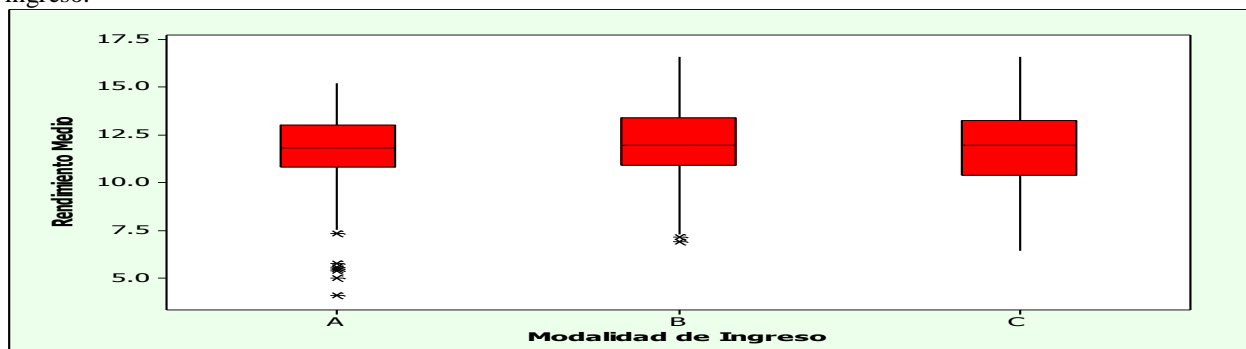 ingreso.
17.5
15.0
12.5
10.0
7.5
5.0
Rendimiento Medio
A B C
Modalidad de Ingreso